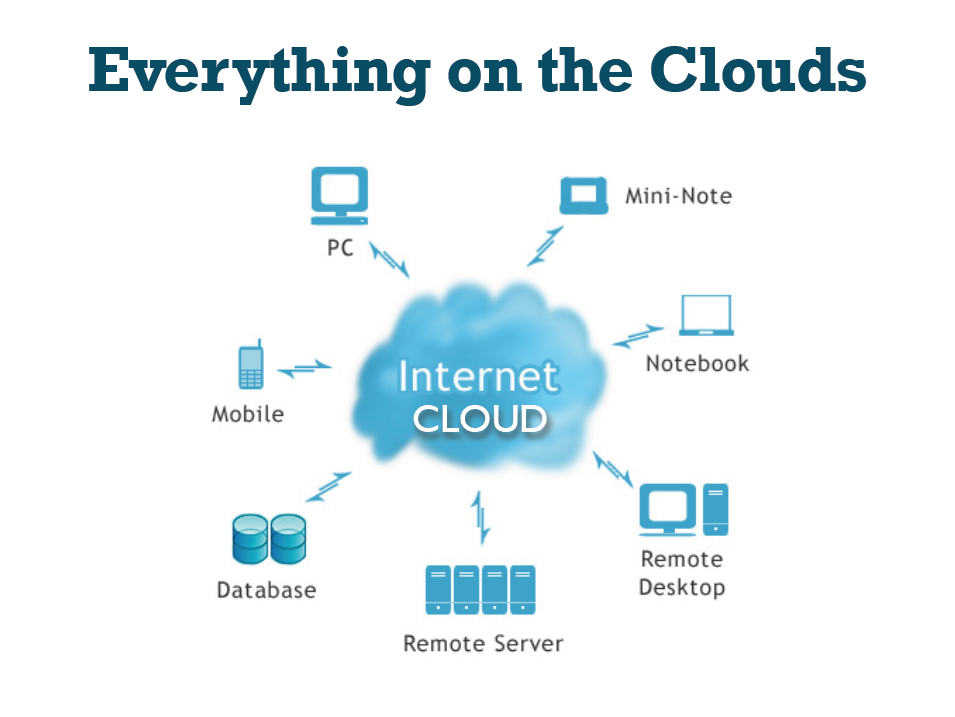 Everything on the Clouds
PC
Mini-Note
Internet
CLOUD
Notebook
Mobile
Database
Remote Server
Remote
Desktop